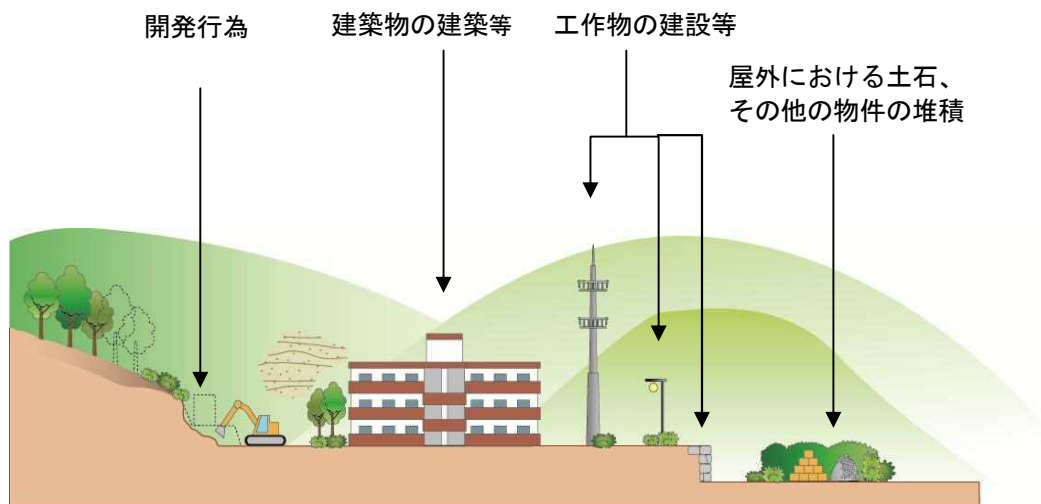 開発行為
建築物の建築等
工作物の建設等
屋外における土石、
その他の物件の堆積